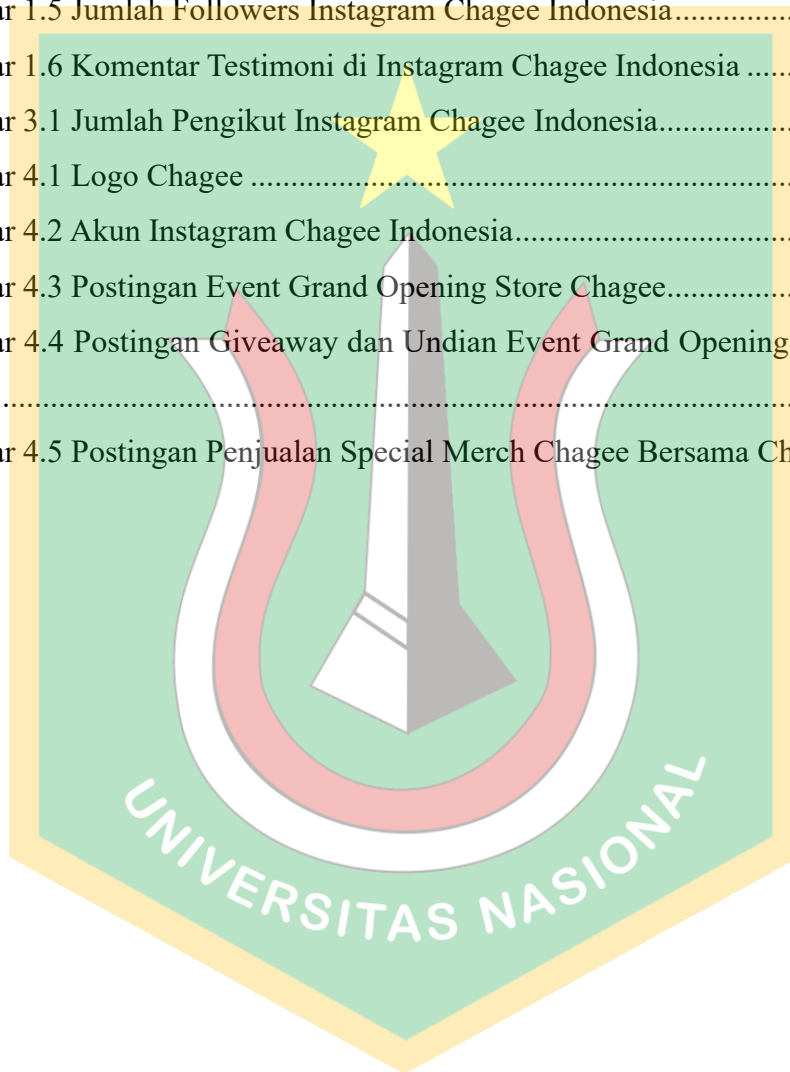 ar 1.5 Jumlah Followers Instagram Chagee Indonesia.............
ar 1.6 Komentar Testimoni di Instagram Chagee Indonesia .....
ar 3.1 Jumlah Pengikut Instagram Chagee Indonesia...............
ar 4.1 Logo Chagee ..................................................................
ar 4.2 Akun Instagram Chagee Indonesia.................................
ar 4.3 Postingan Event Grand Opening Store Chagee...............
ar 4.4 Postingan Giveaway dan Undian Event Grand Opening
................................................................................................
ar 4.5 Postingan Penjualan Special Merch Chagee Bersama Ch
UNIVERSITAS NASIONAL